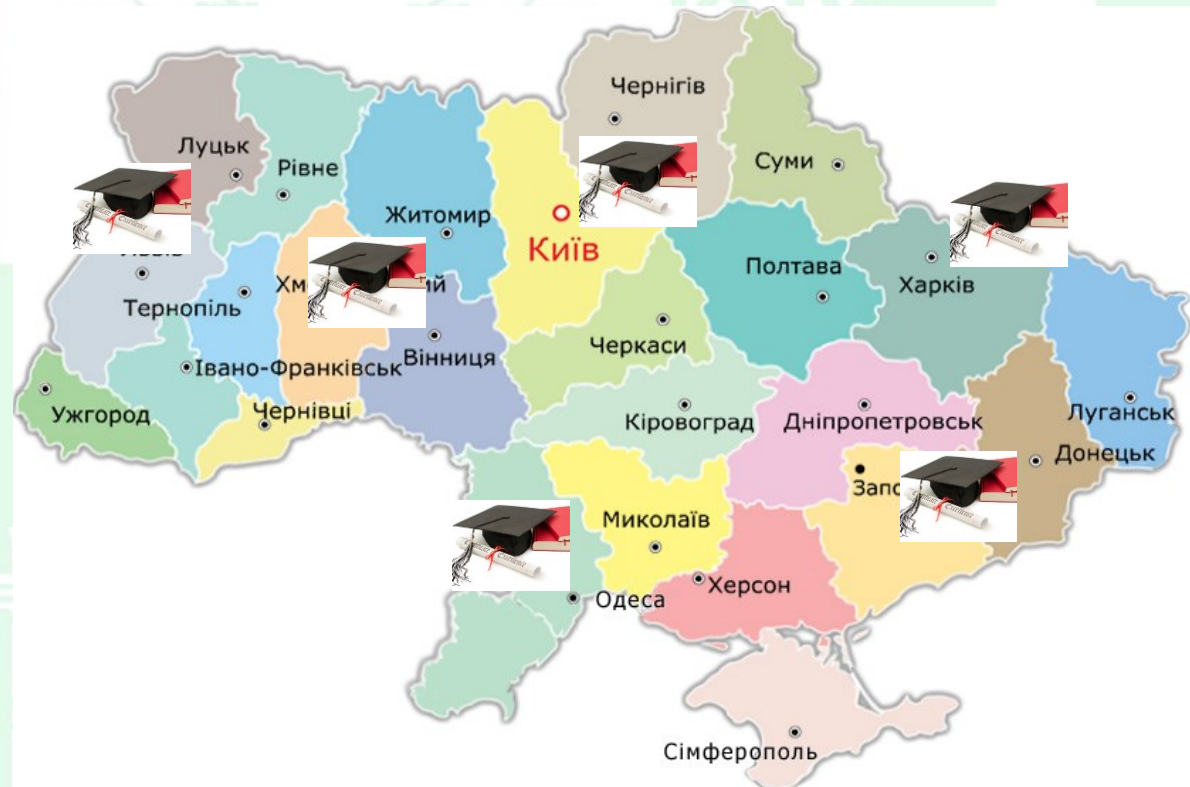 Чернігів
Луцьк
Суми
Рівне
Житомир
Київ
Полтава
Харків
Тернопіль
Черкаси
Вінниця
Івано-Франківськ
Ужгород
Чернівці
Кіровоград
Дніпропетровськ
Луганськ
Донецьк
Миколаїв
Херсон
Одеса
Сімферополь